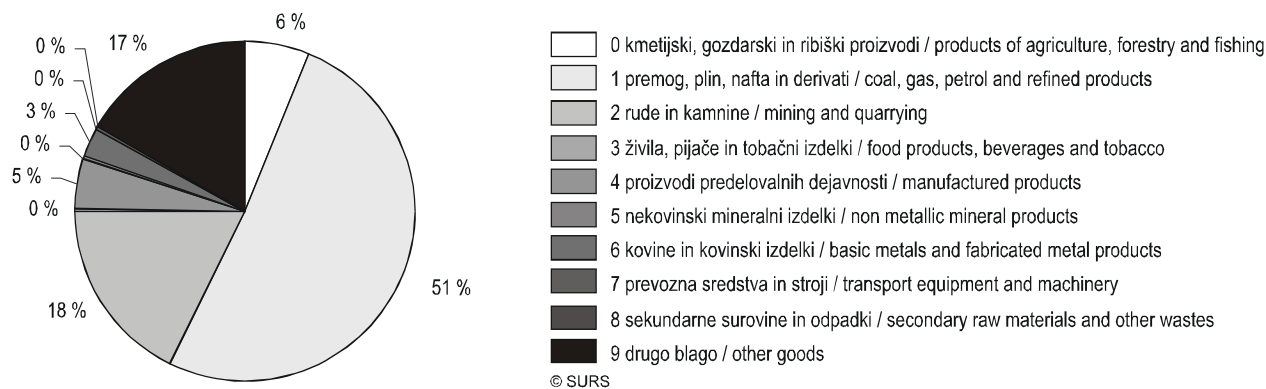 6 %
17 %
0 %
0 %
3 %
0 %
5 %
0 %
18 %
51 %
0 kmetijski, gozdarski in ribiški proizvodi / products of agriculture, forestry and fishing
1 premog, plin, nafta in derivati / coal, gas, petrol and refined products
2 rude in kamnine / mining and quarrying
3 živila, pijače in tobačni izdelki / food products, beverages and tobacco
4 proizvodi predelovalnih dejavnosti / manufactured products
5 nekovinski mineralni izdelki / non metallic mineral products
6 kovine in kovinski izdelki / basic metals and fabricated metal products
7 prevozna sredstva in stroji / transport equipment and machinery
8 sekundarne surovine in odpadki / secondary raw materials and other wastes
9 drugo blago / other goods
© SURS